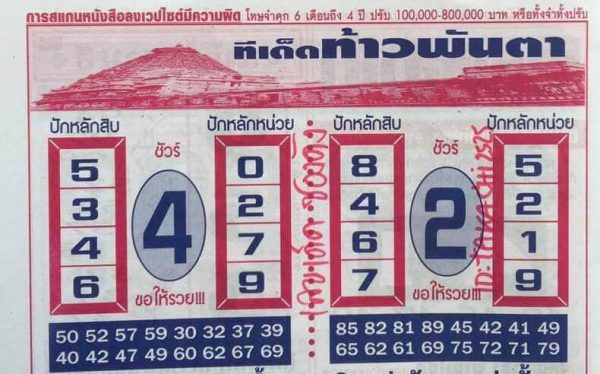 การสแกนหนังสือลงเวปไซต์มีความผิด โทษจำคุก 6 เดือนถึง 4 ปี ปรับ 100,000-800,000 บาท หรือทั้งจำทั้งปรับ
ทีเด็ดท้าวพันตา
ปักหลักสิบ
ปักหลักหน่วย
5
3
4
6
ชัวร์
4
ขอให้รวย!!!
0
2
7
9
50 52 57 59 30 32 37 39
40 42 47 49 60 62 67 69
ปักหลักสิบ
ปักหลักหน่วย
8
4
6
7
ชัวร์
2
ขอให้รวย!!!
5
2
1
9
85 82 81 89 45 42 41 49
65 62 61 69 75 72 71 79